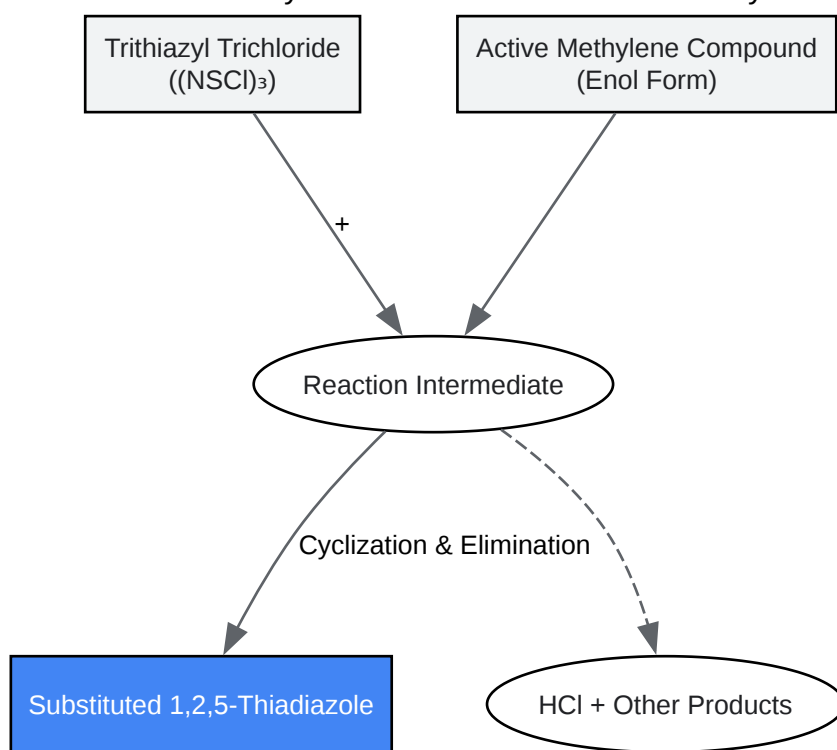 Trithiazyl Trichloride
((NSCl)₃)
Active Methylene Compound
(Enol Form)
+
Reaction Intermediate
Cyclization & Elimination
Substituted 1,2,5-Thiadiazole
HCl + Other Products